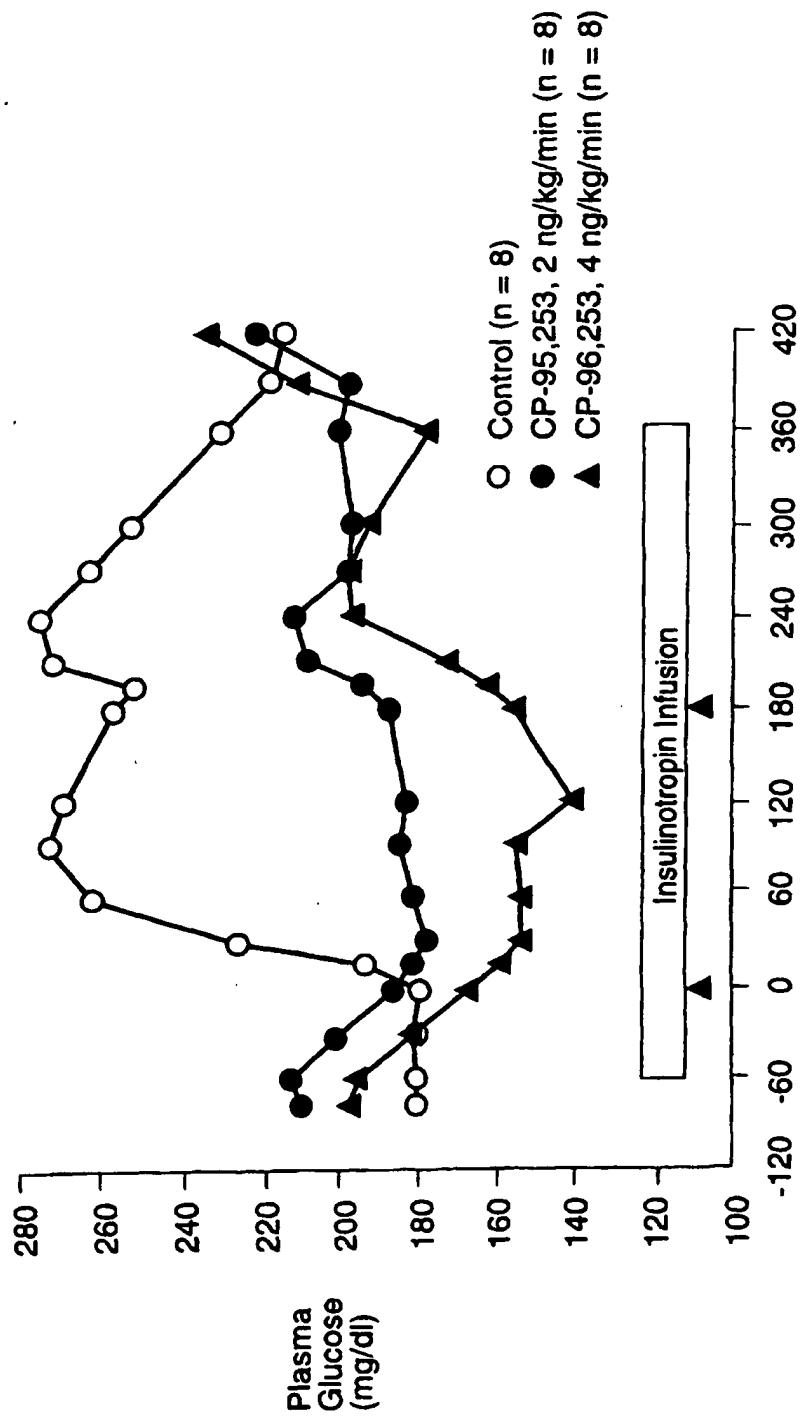 Plasma
Glucose
(mg/dl)
280
260
240
220
200
180
160
140
120
100
-120
-60
0
60
120
180
240
300
360
420
Insulinotropin Infusion
Control (n = 8)
CP-95,253, 2 ng/kg/min (n = 8)
CP-96,253, 4 ng/kg/min (n = 8)